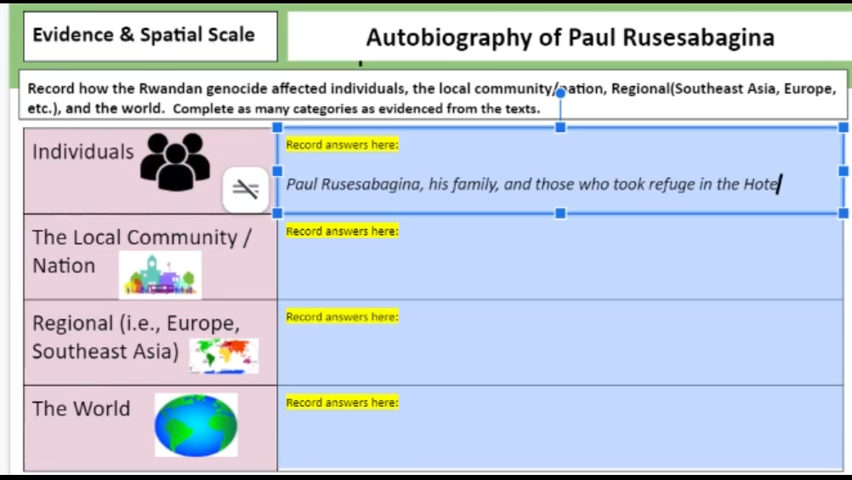 Evidence & Spatial Scale
Autobiography of Paul Rusesabagina
Record how the Rwandan genocide affected individuals, the local community/nation, Regional(Southeast Asia, Europe,
etc.), and the world. Complete as many categories as evidenced from the texts.
Individuals
Record answers here:
Paul Rusesabagina, his family, and those who took refuge in the Hote
The Local Community /
Nation
Record answers here:
Regional (i.e., Europe,
Southeast Asia)
Record answers here:
The World
Record answers here: